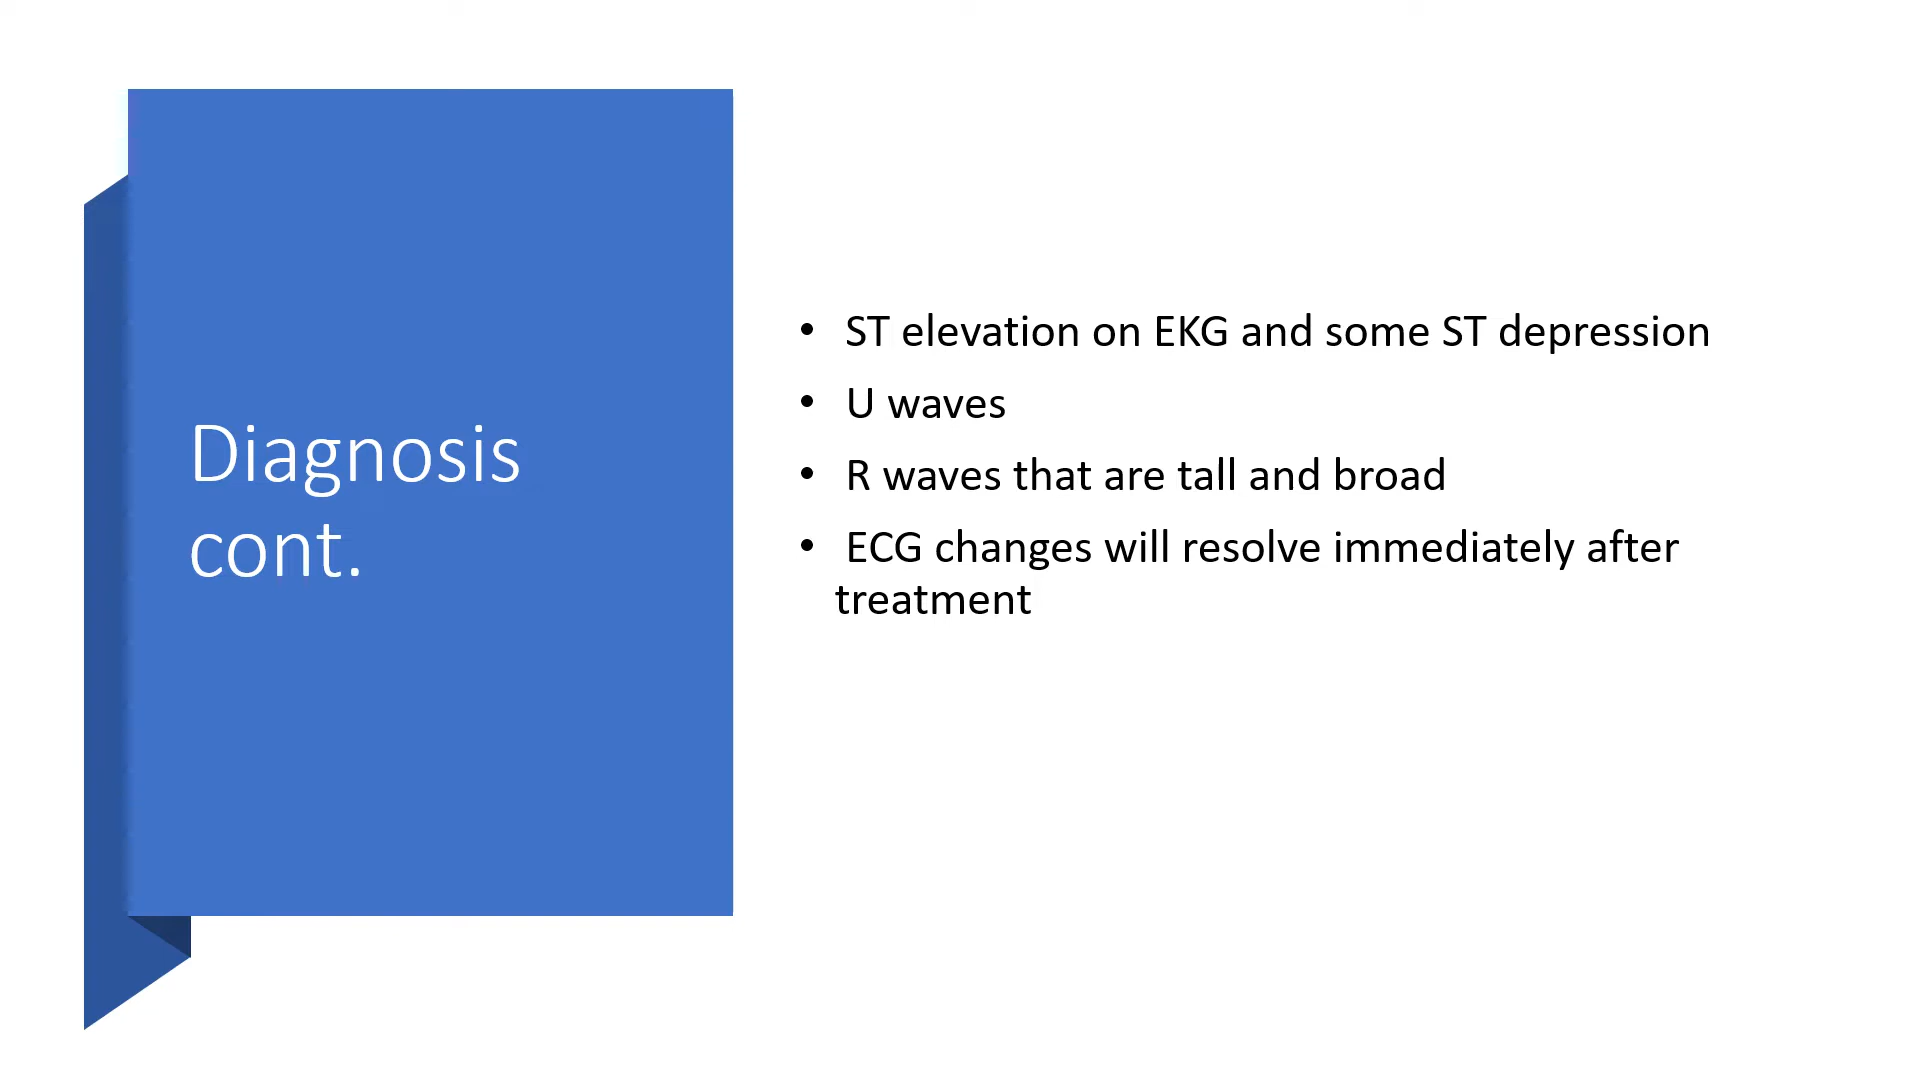 Diagnosis
cont.
• ST elevation on EKG and some ST depression
• U waves
• R waves that are tall and broad
• ECG changes will resolve immediately after
treatment